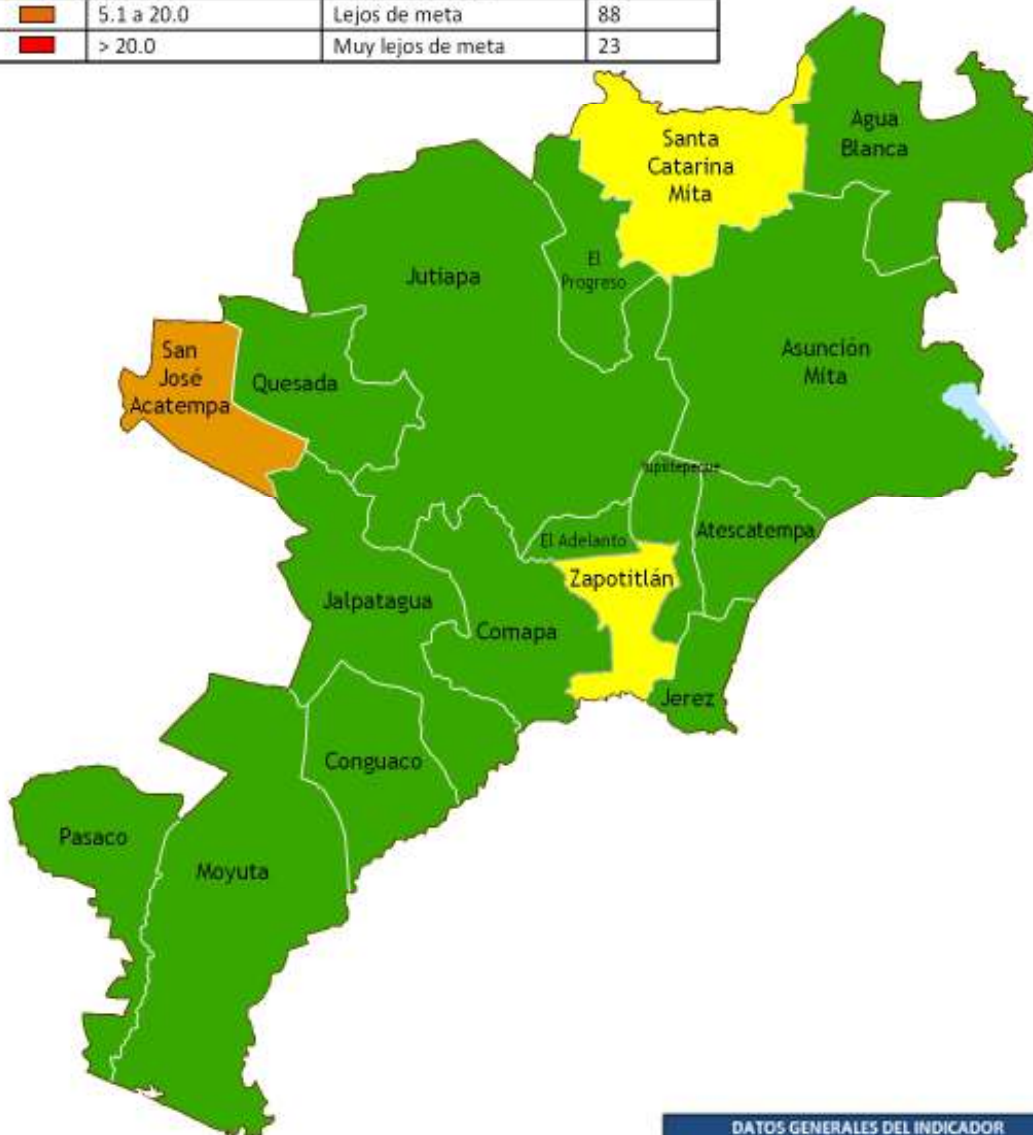 5.1 a 20.0 Lejos de meta 88
> 20.0 Muy lejos de meta 23
Agua
Blanca
Santa
Catarina
Mita
El
Progreso
Jutiapa
Asunción
Mita
San
José
Acatempa
Quesada
Atescatempa
El Adelanto
Zapotitlán
Jalpatagua
Comapa
Jerez
Conguaco
Pasaco
Moyuta
DATOS GENERALES DEL INDICADOR